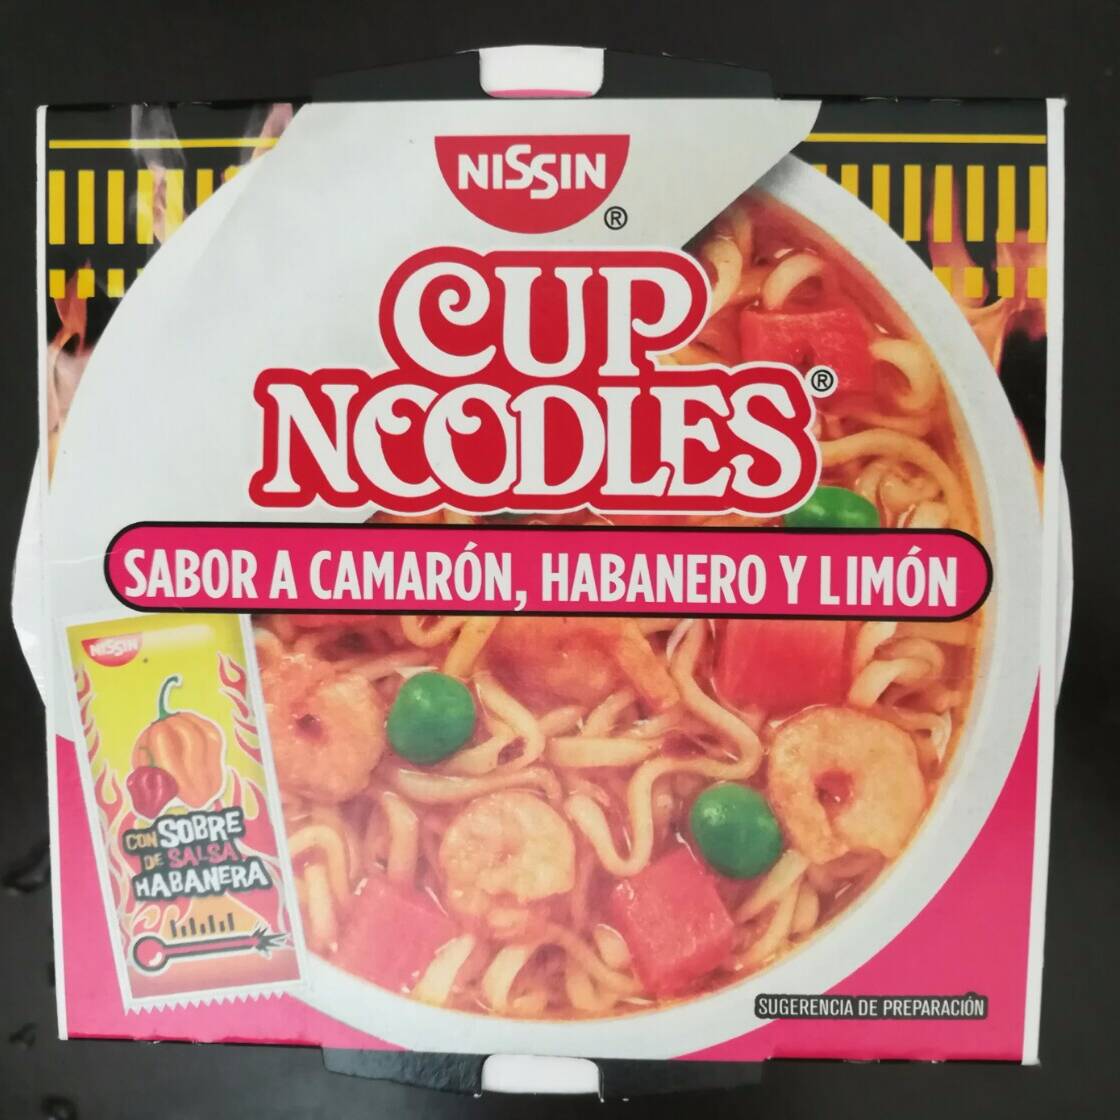 NISSIN
®
CUP
NOODLES®
SABOR A CAMARÓN, HABANERO Y LIMÓN
NISSIN
CON SOBRE
DE SALSA
HABANERA
SUGERENCIA DE PREPARACIÓN